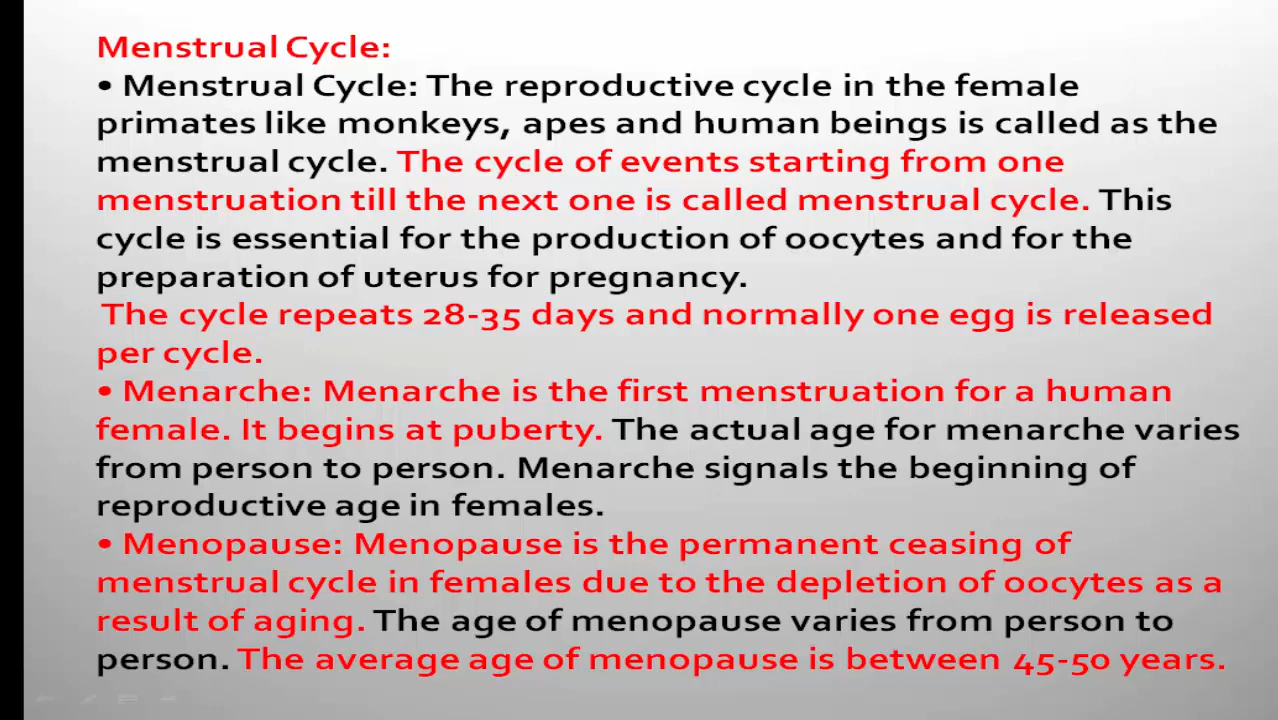 Menstrual Cycle:
• Menstrual Cycle: The reproductive cycle in the female
primates like monkeys, apes and human beings is called as the
menstrual cycle. The cycle of events starting from one
menstruation till the next one is called menstrual cycle. This
cycle is essential for the production of oocytes and for the
preparation of uterus for pregnancy.
The cycle repeats 28-35 days and normally one egg is released
per cycle.
• Menarche: Menarche is the first menstruation for a human
female. It begins at puberty. The actual age for menarche varies
from person to person. Menarche signals the beginning of
reproductive age in females.
• Menopause: Menopause is the permanent ceasing of
menstrual cycle in females due to the depletion of oocytes as a
result of aging. The age of menopause varies from person to
person. The average age of menopause is between 45-50 years.